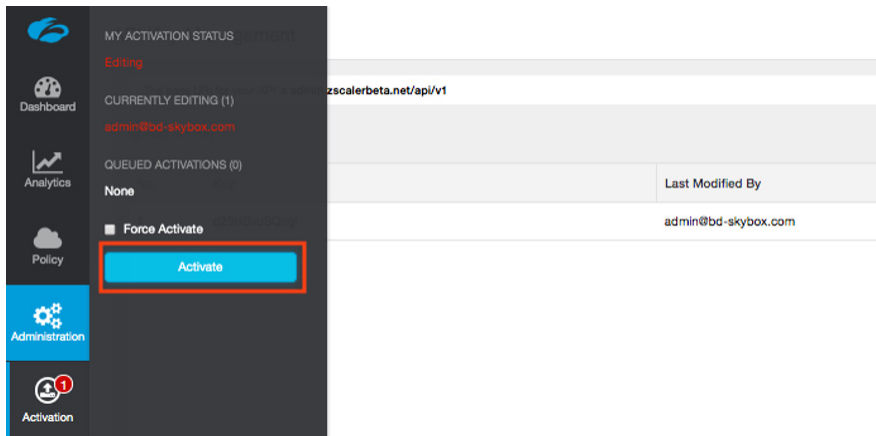 Dashboard
Analytics
Policy
Administration
1
Activation
MY ACTIVATION STATUS
Editing
CURRENTLY EDITING (1)
admin@bd-skybox.com
QUEUED ACTIVATIONS (0)
None
Force Activate
Activate
zscalerbeta.net/api/v1
Last Modified By
admin@bd-skybox.com